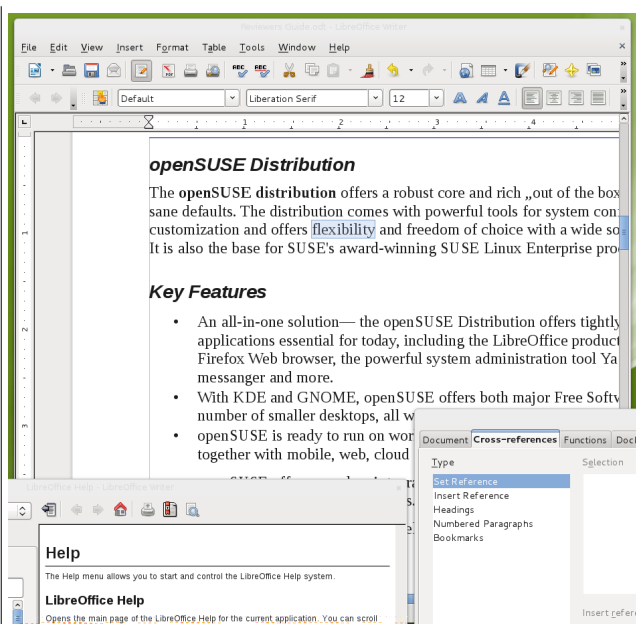 Reviewers Guide.odt - LibreOffice Writer
File Edit View Insert Format Table Tools Window Help
Default Liberation Serif 12
1 2 3 4
openSUSE Distribution
The openSUSE distribution offers a robust core and rich „out of the box
sane defaults. The distribution comes with powerful tools for system con
customization and offers flexibility and freedom of choice with a wide so
It is also the base for SUSE's award-winning SUSE Linux Enterprise pro
Key Features
• An all-in-one solution— the openSUSE Distribution offers tightly
applications essential for today, including the LibreOffice product
Firefox Web browser, the powerful system administration tool Ya
messanger and more.
• With KDE and GNOME, openSUSE offers both major Free Softv
number of smaller desktops, all w
• openSUSE is ready to run on wor
together with mobile, web, cloud
Document Cross-references Functions Doc
Type Selection
Set Reference
Insert Reference
Headings
Numbered Paragraphs
Bookmarks
Insert refere
LibreOffice Help - LibreOffice Writer
Help
The Help menu allows you to start and control the LibreOffice Help system.
LibreOffice Help
Opens the main page of the LibreOffice Help for the current application. You can scroll